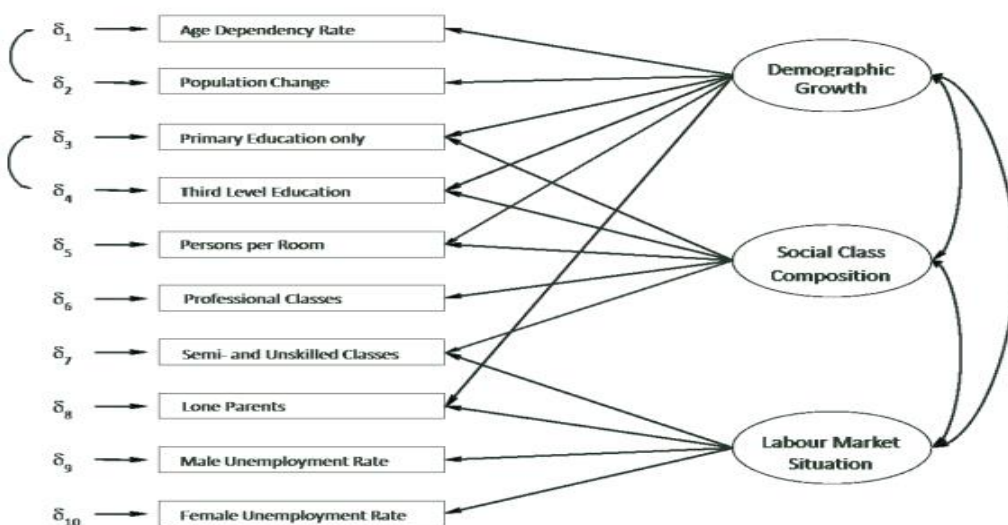 δ1 Age Dependency Rate
δ2 Population Change
δ3 Primary Education only
δ4 Third Level Education
δ5 Persons per Room
δ6 Professional Classes
δ7 Semi- and Unskilled Classes
δ8 Lone Parents
δ9 Male Unemployment Rate
δ10 Female Unemployment Rate
Demographic
Growth
Social Class
Composition
Labour Market
Situation